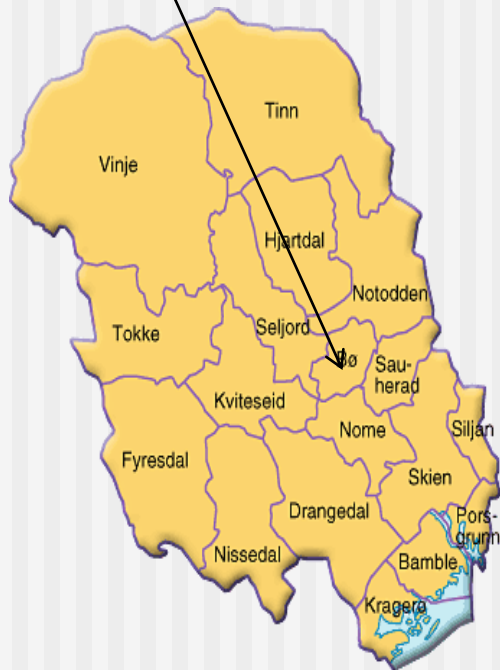 Tinn
Vinje
Hjartdal
Notodden
Seljord
Tokke
Bø
Sau-
herad
Kviteseid
Nome
Siljan
Fyresdal
Skien
Drangedal
Pors-
grunn
Nissedal
Bamble
Kragerø